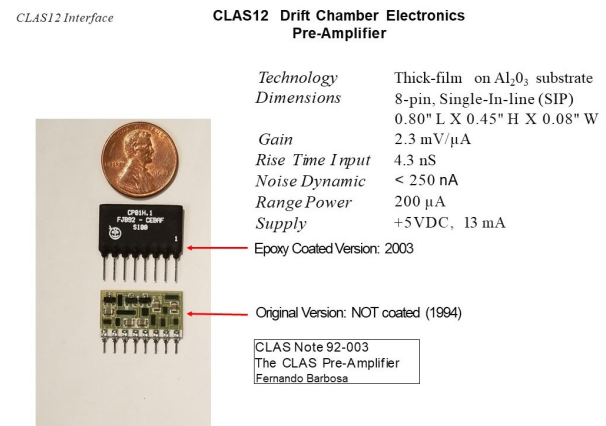 CLAS12 Interface
CLAS12 Drift Chamber Electronics
Pre-Amplifier
Technology Thick-film on Al₂0₃ substrate
Dimensions 8-pin, Single-In-line (SIP)
0.80" L X 0.45" H X 0.08" W
Gain 2.3 mV/µA
Rise Time Input 4.3 nS
Noise Dynamic < 250 nA
Range Power 200 µA
Supply +5VDC, 13 mA
CP01H.1
FJB92 - CEBAF
S100
1
Epoxy Coated Version: 2003
Original Version: NOT coated (1994)
CLAS Note 92-003
The CLAS Pre-Amplifier
Fernando Barbosa